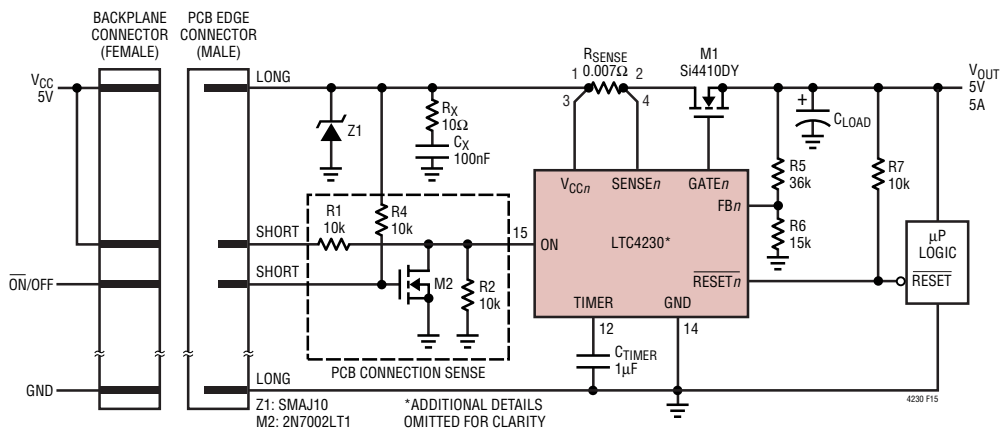 BACKPLANE
CONNECTOR
(FEMALE)
PCB EDGE
CONNECTOR
(MALE)
VCC
5V
LONG
Z1
RX
10Ω
CX
100nF
RSENSE
0.007Ω
1
2
3
4
M1
Si4410DY
VOUT
5V
5A
+
CLOAD
VCCn
SENSEn
GATEn
FBn
R5
36k
R7
10k
R6
15k
R1
10k
R4
10k
SHORT
15
ON
LTC4230*
µP
LOGIC
RESET
ON/OFF
SHORT
M2
R2
10k
RESETn
TIMER
GND
12
14
PCB CONNECTION SENSE
CTIMER
1µF
GND
LONG
Z1: SMAJ10
M2: 2N7002LT1
*ADDITIONAL DETAILS
OMITTED FOR CLARITY
4230 F15